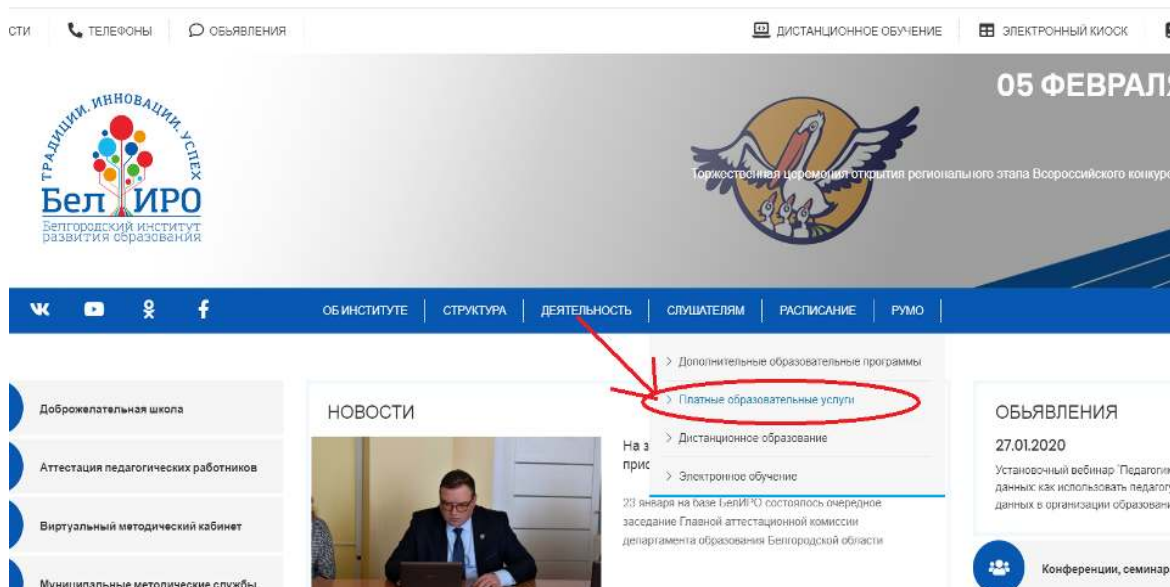 СТИ
ТЕЛЕФОНЫ
ОБЬЯВЛЕНИЯ
ДИСТАНЦИОННОЕ ОБУЧЕНИЕ
ЭЛЕКТРОННЫЙ КИОСК
ТРАДИЦИИ, ИННОВАЦИИ, УСПЕХ
БелИРО
Белгородский институт
развития образования
05 ФЕВРАЛЯ
Торжественная церемония открытия регионального этапа Всероссийского конкурс
ОБ ИНСТИТУТЕ
СТРУКТУРА
ДЕЯТЕЛЬНОСТЬ
СЛУШАТЕЛЯМ
РАСПИСАНИЕ
РУМО
Дополнительные образовательные программы
Платные образовательные услуги
Дистанционное образование
Электронное обучение
Доброжелательная школа
Аттестация педагогических работников
Виртуальный методический кабинет
Муниципальные методические службы
НОВОСТИ
На з
прис
23 января на базе БелИРО состоялось очередное
заседание Главной аттестационной комиссии
департамента образования Белгородской области
ОБЬЯВЛЕНИЯ
27.01.2020
Установочный вебинар "Педагоги
данных: как использовать педагог
данных в организации образован
Конференции, семинар